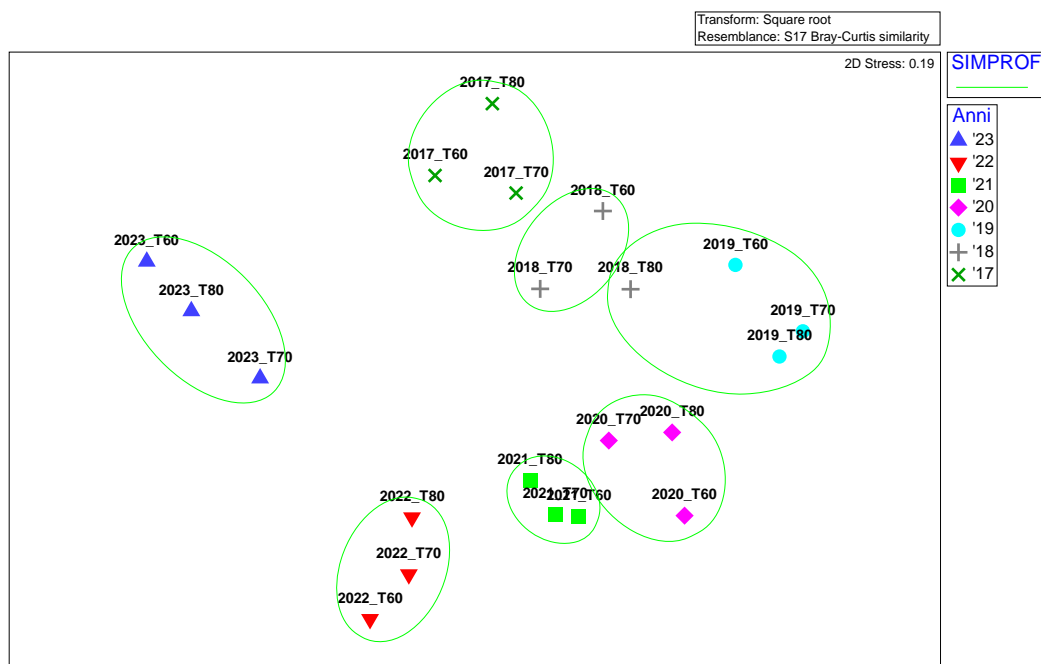 Transform: Square root
Resemblance: S17 Bray-Curtis similarity
2D Stress: 0.19
SIMPROF
Anni
'23
'22
'21
'20
'19
'18
'17
2017_T80
2017_T60
2017_T70
2018_T60
2018_T70
2018_T80
2019_T60
2019_T70
2019_T80
2023_T60
2023_T80
2023_T70
2020_T70
2020_T80
2020_T60
2021_T80
2021_T70
2021_T60
2022_T80
2022_T70
2022_T60